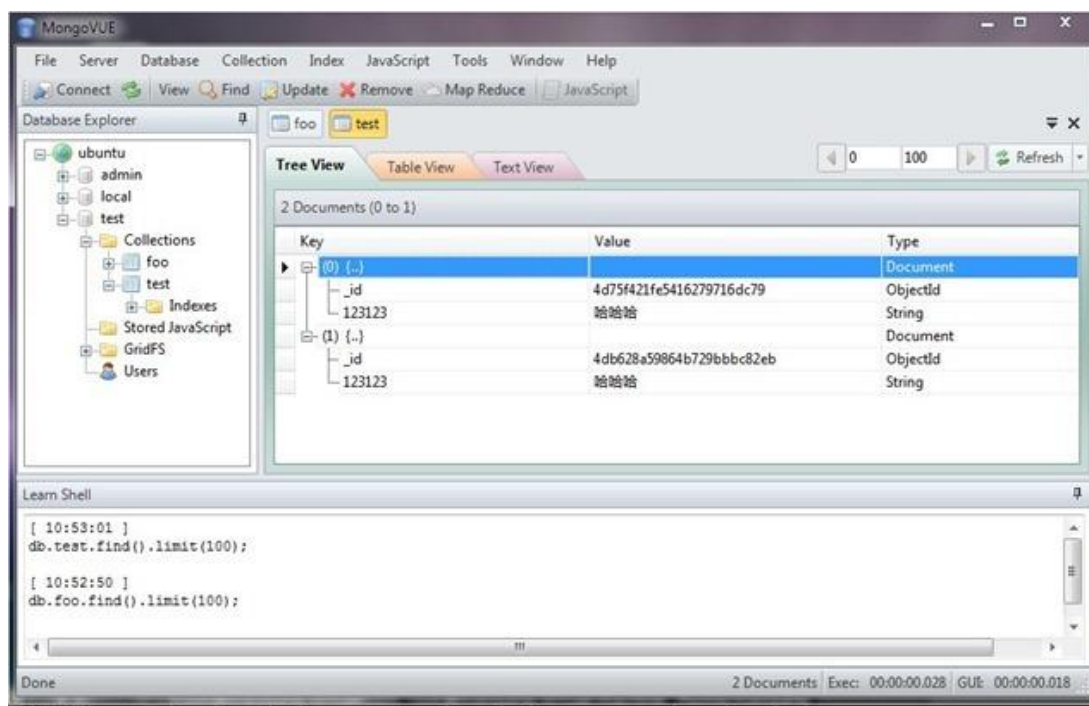 MongoVUE
File Server Database Collection Index JavaScript Tools Window Help
Connect View Find Update Remove Map Reduce JavaScript
Database Explorer
ubuntu
admin
local
test
Collections
foo
test
Indexes
Stored JavaScript
GridFS
Users
foo test
Tree View Table View Text View
0 100 Refresh
2 Documents (0 to 1)
Key Value Type
(0) {..} Document
_id 4d75f421fe5416279716dc79 ObjectId
123123 哈哈哈 String
(1) {..} Document
_id 4db628a59864b729bbbc82eb ObjectId
123123 哈哈哈 String
Learn Shell
[ 10:53:01 ]
db.test.find().limit(100);
[ 10:52:50 ]
db.foo.find().limit(100);
Done 2 Documents Exec: 00:00:00.028 GUI: 00:00:00.018